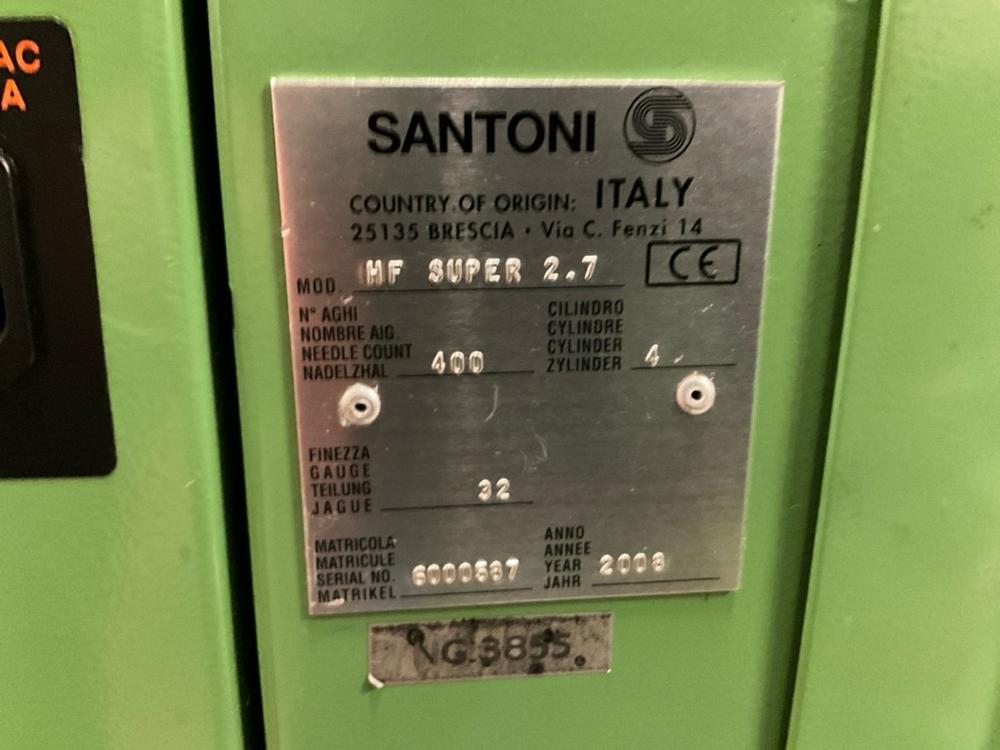 AC
A
SANTONI
COUNTRY OF ORIGIN: ITALY
25135 BRESCIA • Via C. Fenzi 14
MOD. HF SUPER 2.7 CE
N° AGHI
NOMBRE AIG.
NEEDLE COUNT 400
NADELZHAL
CILINDRO
CYLINDRE
CYLINDER 4
ZYLINDER
FINEZZA
GAUGE
TEILUNG 32
JAGUE
MATRICOLA
MATRICULE
SERIAL NO. 6000587
MATRIKEL
ANNO
ANNEE
YEAR 2008
JAHR
G.3855